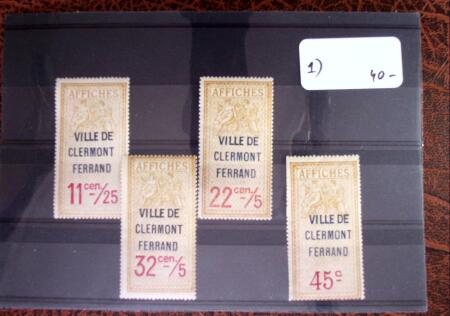 1) 40-
AFFICHES
VILLE DE
CLERMONT
FERRAND
11 cen.-/25
AFFICHES
VILLE DE
CLERMONT
FERRAND
22 cen.-/5
AFFICHES
VILLE DE
CLERMONT
FERRAND
32 cen.-/5
AFFICHES
VILLE DE
CLERMONT
FERRAND
45c